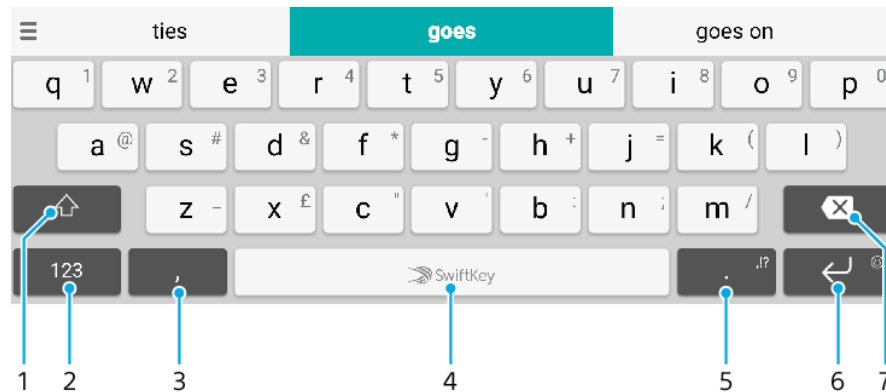 ties goes goes on
q 1 w 2 e 3 r 4 t 5 y 6 u 7 i 8 o 9 p 0
a @ s # d & f * g - h + j = k ( l )
z _ x £ c " v ' b : n ; m /
123 , SwiftKey . ,!?
1 2 3 4 5 6 7